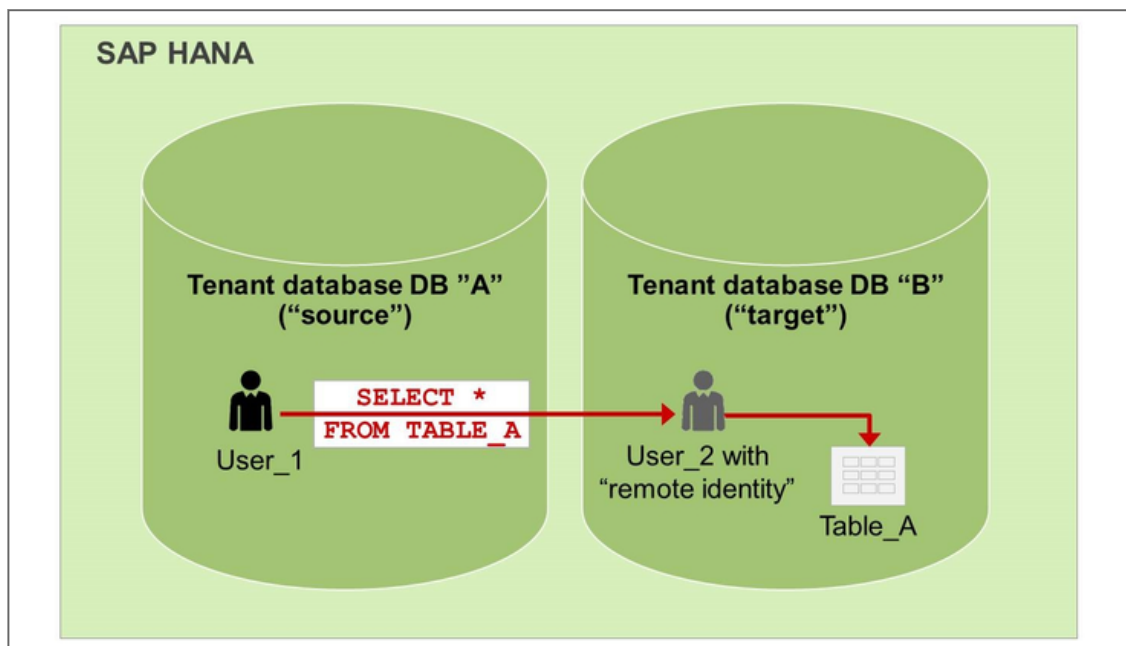 SAP HANA
Tenant database DB ”A”
(“source”)
Tenant database DB “B”
(“target”)
SELECT *
FROM TABLE_A
User_1
User_2 with
“remote identity”
Table_A